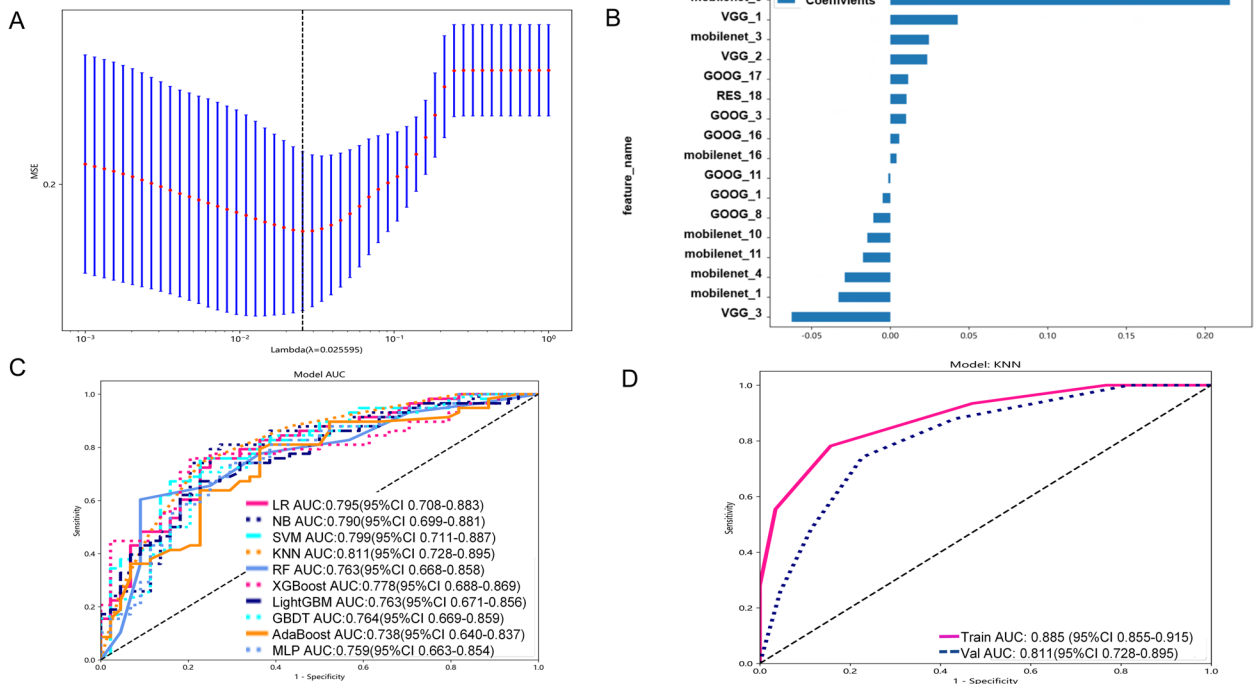 A
MSE
0.2
10⁻³
10⁻²
10⁻¹
10⁰
Lambda(λ=0.025595)
B
Coeffivients
feature_name
VGG_1
mobilenet_3
VGG_2
GOOG_17
RES_18
GOOG_3
GOOG_16
mobilenet_16
GOOG_11
GOOG_1
GOOG_8
mobilenet_10
mobilenet_11
mobilenet_4
mobilenet_1
VGG_3
-0.05
0.00
0.05
0.10
0.15
0.20
C
Model AUC
Sensitivity
1.0
0.8
0.6
0.4
0.2
0.0
LR AUC:0.795(95%CI 0.708-0.883)
NB AUC:0.790(95%CI 0.699-0.881)
SVM AUC:0.799(95%CI 0.711-0.887)
KNN AUC:0.811(95%CI 0.728-0.895)
RF AUC:0.763(95%CI 0.668-0.858)
XGBoost AUC:0.778(95%CI 0.688-0.869)
LightGBM AUC:0.763(95%CI 0.671-0.856)
GBDT AUC:0.764(95%CI 0.669-0.859)
AdaBoost AUC:0.738(95%CI 0.640-0.837)
MLP AUC:0.759(95%CI 0.663-0.854)
0.0
0.2
0.4
0.6
0.8
1.0
1 - Specificity
D
Model: KNN
Sensitivity
1.0
0.8
0.6
0.4
0.2
0.0
Train AUC: 0.885 (95%CI 0.855-0.915)
Val AUC: 0.811(95%CI 0.728-0.895)
0.0
0.2
0.4
0.6
0.8
1.0
1 - Specificity